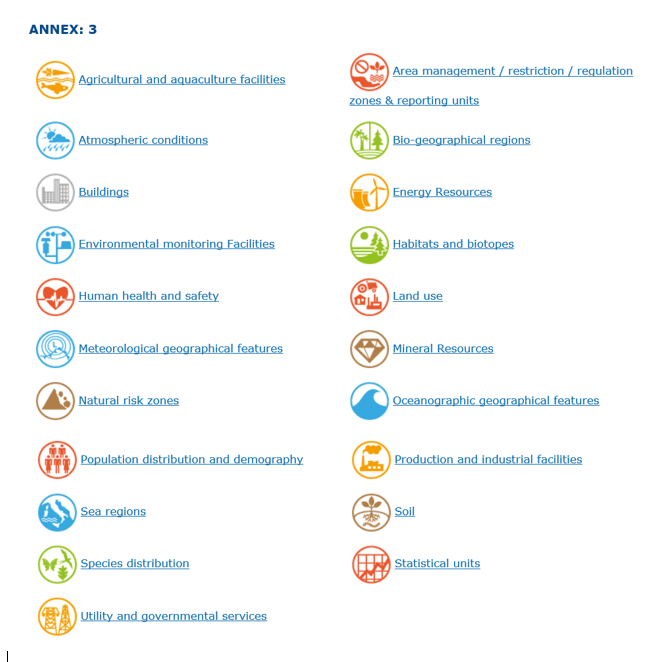 ANNEX: 3
Agricultural and aquaculture facilities
Area management / restriction / regulation
zones & reporting units
Atmospheric conditions
Bio-geographical regions
Buildings
Energy Resources
Environmental monitoring Facilities
Habitats and biotopes
Human health and safety
Land use
Meteorological geographical features
Mineral Resources
Natural risk zones
Oceanographic geographical features
Population distribution and demography
Production and industrial facilities
Sea regions
Soil
Species distribution
Statistical units
Utility and governmental services